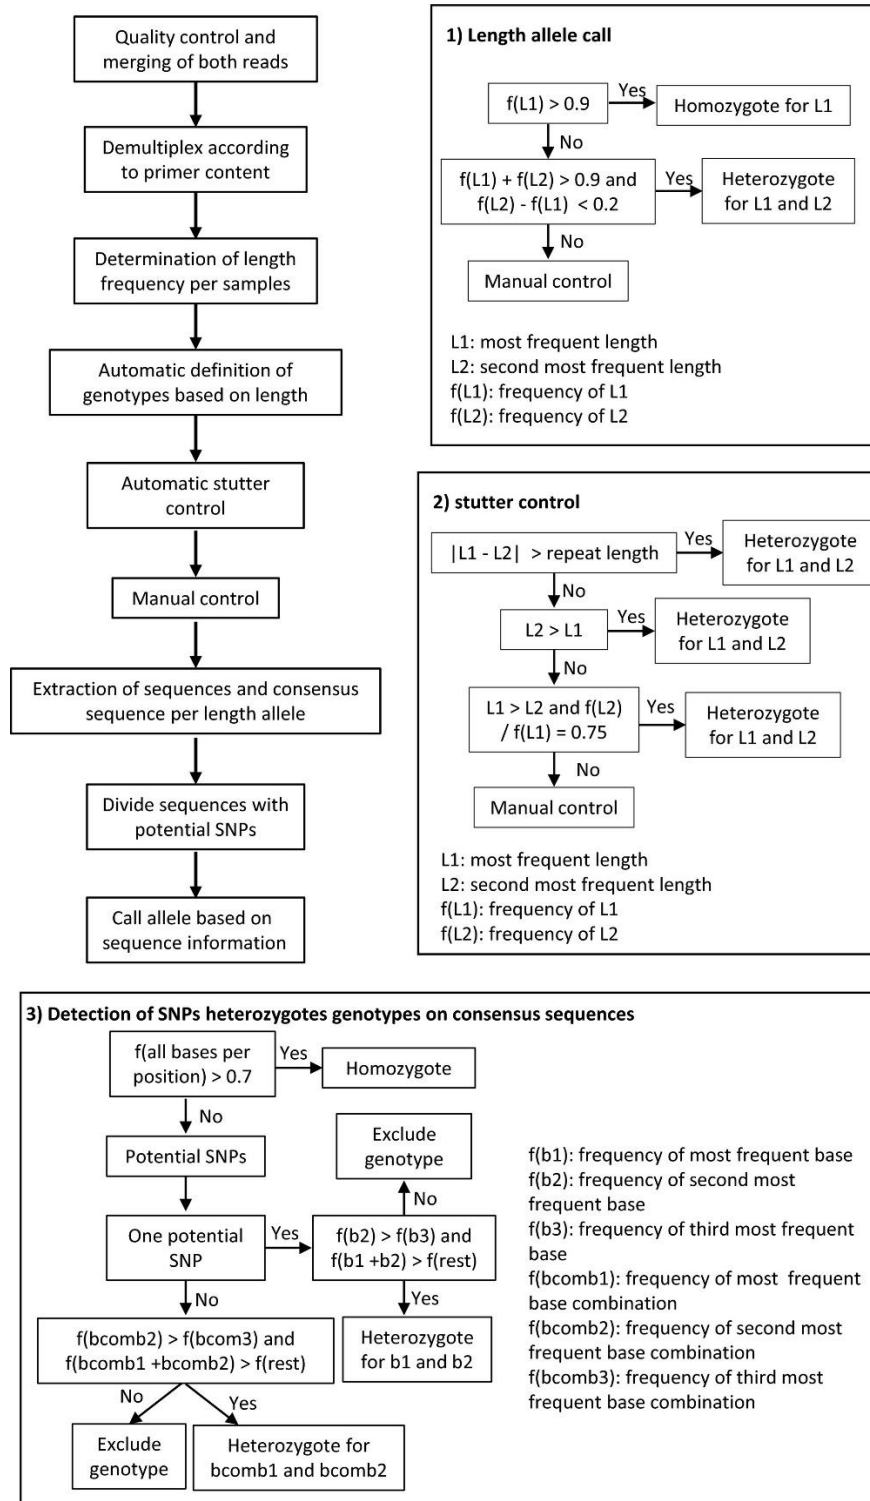 Quality control and
merging of both reads
Demultiplex according
to primer content
Determination of length
frequency per samples
Automatic definition of
genotypes based on length
Automatic stutter
control
Manual control
Extraction of sequences and consensus
sequence per length allele
Divide sequences with
potential SNPs
Call allele based on
sequence information
1) Length allele call
f(L1) > 0.9
Yes
Homozygote for L1
No
f(L1) + f(L2) > 0.9 and
f(L2) - f(L1) < 0.2
Yes
Heterozygote
for L1 and L2
No
Manual control
L1: most frequent length
L2: second most frequent length
f(L1): frequency of L1
f(L2): frequency of L2
2) stutter control
|L1 - L2| > repeat length
Yes
Heterozygote
for L1 and L2
No
L2 > L1
Yes
Heterozygote
for L1 and L2
No
L1 > L2 and f(L2)
/ f(L1) = 0.75
Yes
Heterozygote
for L1 and L2
No
Manual control
L1: most frequent length
L2: second most frequent length
f(L1): frequency of L1
f(L2): frequency of L2
3) Detection of SNPs heterozygotes genotypes on consensus sequences
f(all bases per
position) > 0.7
Yes
Homozygote
No
Potential SNPs
One potential
SNP
Yes
f(b2) > f(b3) and
f(b1 +b2) > f(rest)
No
Exclude
genotype
Yes
Heterozygote
for b1 and b2
No
f(bcomb2) > f(bcom3) and
f(bcomb1 +bcomb2) > f(rest)
No
Exclude
genotype
Yes
Heterozygote for
bcomb1 and bcomb2
f(b1): frequency of most frequent base
f(b2): frequency of second most
frequent base
f(b3): frequency of third most frequent
base
f(bcomb1): frequency of most frequent
base combination
f(bcomb2): frequency of second most
frequent base combination
f(bcomb3): frequency of third most
frequent base combination